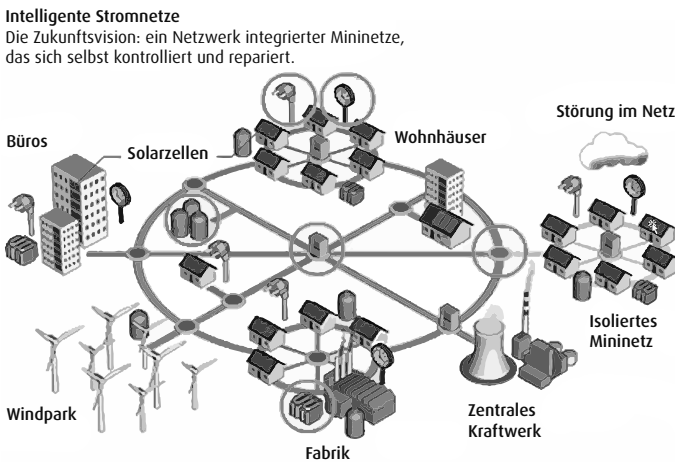 Intelligente Stromnetze
Die Zukunftsvision: ein Netzwerk integrierter Mininetze,
das sich selbst kontrolliert und repariert.
Störung im Netz
Büros
Solarzellen
Wohnhäuser
Isoliertes
Mininetz
Windpark
Zentrales
Kraftwerk
Fabrik